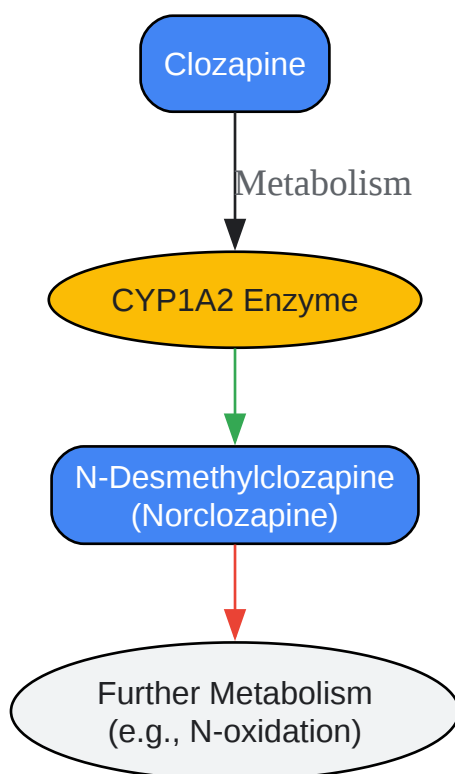 Clozapine
Metabolism
CYP1A2 Enzyme
N-Desmethylclozapine
(Norclozapine)
Further Metabolism
(e.g., N-oxidation)